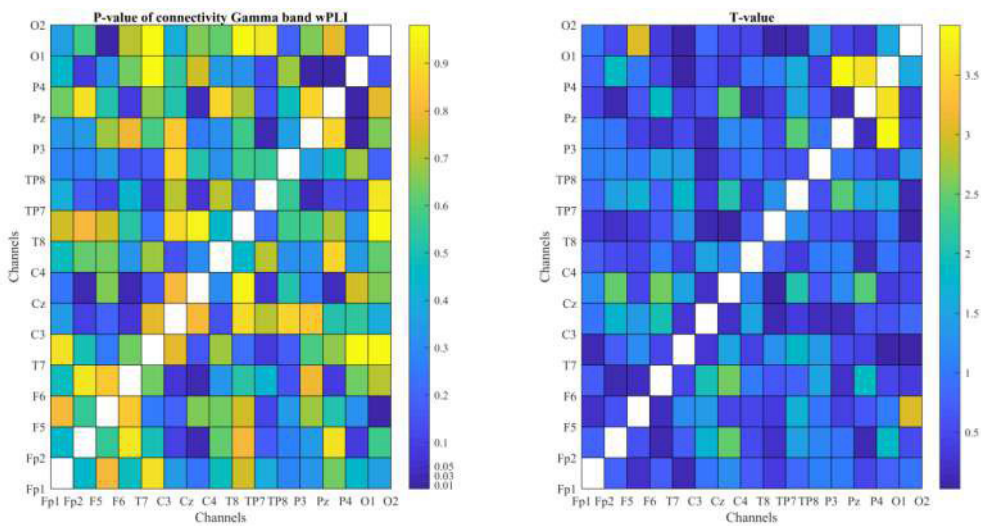 P-value of connectivity Gamma band wPLI
O2
O1
P4
Pz
P3
TP8
TP7
T8
C4
Cz
C3
T7
F6
F5
Fp2
Fp1
Channels
Fp1 Fp2 F5 F6 T7 C3 Cz C4 T8 TP7 TP8 P3 Pz P4 O1 O2
Channels
0.9
0.8
0.7
0.6
0.5
0.4
0.3
0.2
0.1
0.05
0.03
0.01
T-value
O2
O1
P4
Pz
P3
TP8
TP7
T8
C4
Cz
C3
T7
F6
F5
Fp2
Fp1
Channels
Fp1 Fp2 F5 F6 T7 C3 Cz C4 T8 TP7 TP8 P3 Pz P4 O1 O2
Channels
3.5
3
2.5
2
1.5
1
0.5